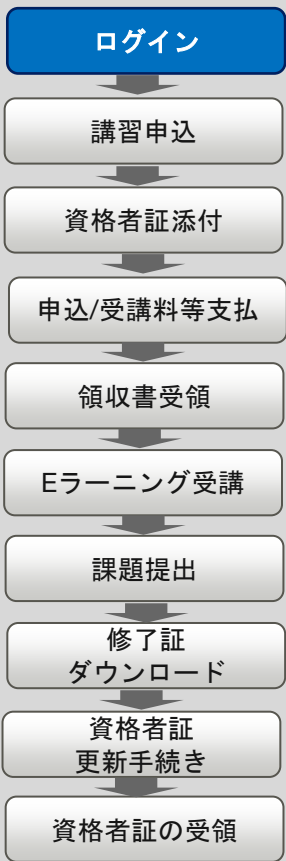 ログイン
講習申込
資格者証添付
申込/受講料等支払
領収書受領
Eラーニング受講
課題提出
修了証
ダウンロード
資格者証
更新手続き
資格者証の受領